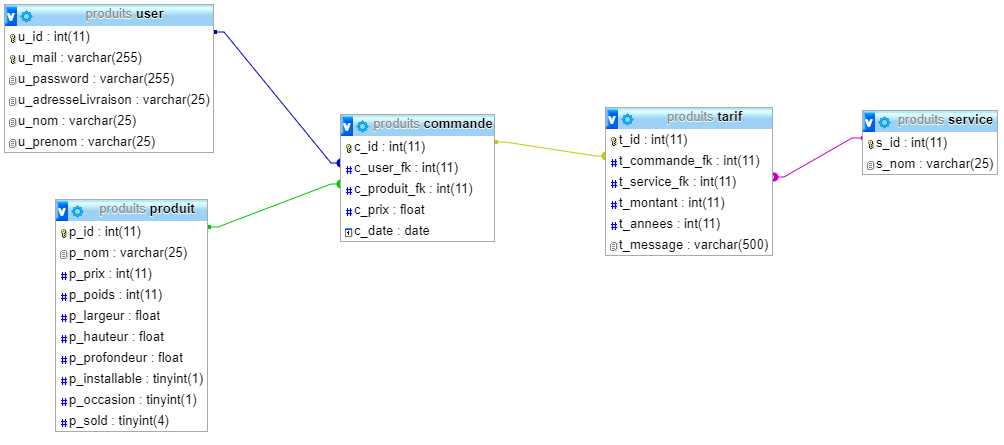 produits user
u_id : int(11)
u_mail : varchar(255)
u_password : varchar(255)
u_adresseLivraison : varchar(25)
u_nom : varchar(25)
u_prenom : varchar(25)
produits produit
p_id : int(11)
p_nom : varchar(25)
p_prix : int(11)
p_poids : int(11)
p_largeur : float
p_hauteur : float
p_profondeur : float
p_installable : tinyint(1)
p_occasion : tinyint(1)
p_sold : tinyint(4)
produits commande
c_id : int(11)
c_user_fk : int(11)
c_produit_fk : int(11)
c_prix : float
c_date : date
produits tarif
t_id : int(11)
t_commande_fk : int(11)
t_service_fk : int(11)
t_montant : int(11)
t_annees : int(11)
t_message : varchar(500)
produits service
s_id : int(11)
s_nom : varchar(25)